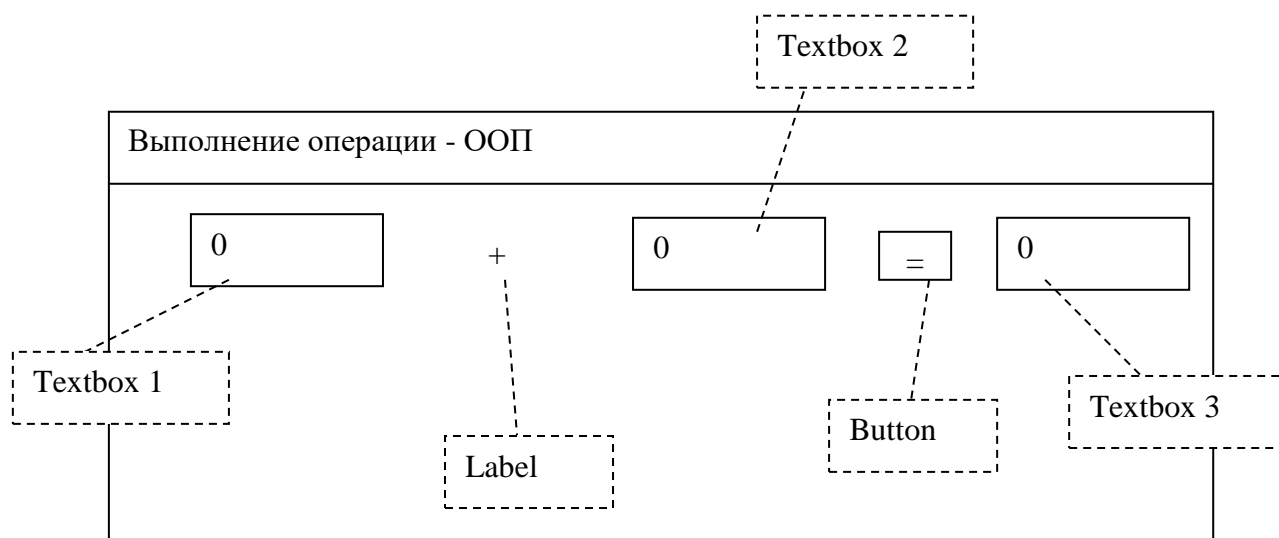 Textbox 2
Выполнение операции - ООП
0
+
0
=
0
Textbox 1
Textbox 3
Button
Label